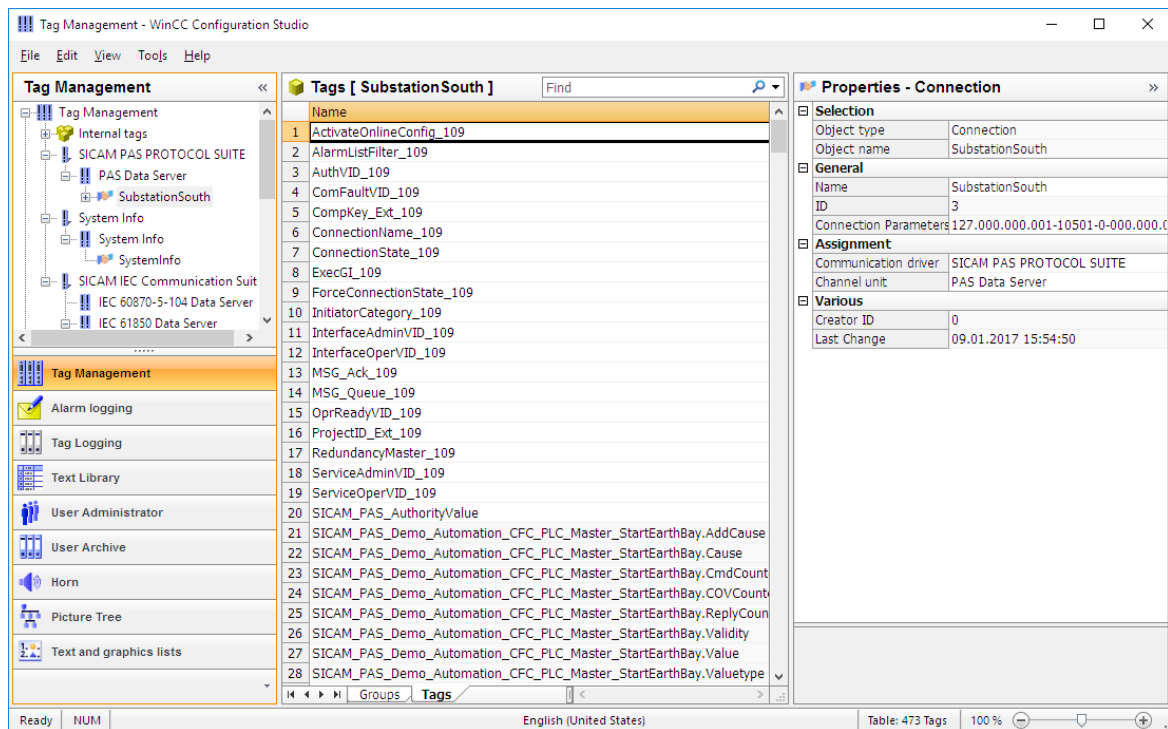 Tag Management - WinCC Configuration Studio
File Edit View Tools Help
Tag Management «
Tag Management
Internal tags
SICAM PAS PROTOCOL SUITE
PAS Data Server
SubstationSouth
System Info
System Info
SystemInfo
SICAM IEC Communication Suit
IEC 60870-5-104 Data Server
IEC 61850 Data Server
Tag Management
Alarm logging
Tag Logging
Text Library
User Administrator
User Archive
Horn
Picture Tree
Text and graphics lists
Tags [ SubstationSouth ] Find
Name
1 ActivateOnlineConfig_109
2 AlarmListFilter_109
3 AuthVID_109
4 ComFaultVID_109
5 CompKey_Ext_109
6 ConnectionName_109
7 ConnectionState_109
8 ExecGI_109
9 ForceConnectionState_109
10 InitiatorCategory_109
11 InterfaceAdminVID_109
12 InterfaceOperVID_109
13 MSG_Ack_109
14 MSG_Queue_109
15 OprReadyVID_109
16 ProjectID_Ext_109
17 RedundancyMaster_109
18 ServiceAdminVID_109
19 ServiceOperVID_109
20 SICAM_PAS_AuthorityValue
21 SICAM_PAS_Demo_Automation_CFC_PLC_Master_StartEarthBay.AddCause
22 SICAM_PAS_Demo_Automation_CFC_PLC_Master_StartEarthBay.Cause
23 SICAM_PAS_Demo_Automation_CFC_PLC_Master_StartEarthBay.CmdCount
24 SICAM_PAS_Demo_Automation_CFC_PLC_Master_StartEarthBay.COVCount
25 SICAM_PAS_Demo_Automation_CFC_PLC_Master_StartEarthBay.ReplyCoun
26 SICAM_PAS_Demo_Automation_CFC_PLC_Master_StartEarthBay.Validity
27 SICAM_PAS_Demo_Automation_CFC_PLC_Master_StartEarthBay.Value
28 SICAM_PAS_Demo_Automation_CFC_PLC_Master_StartEarthBay.Valuetype
Groups Tags
Properties - Connection »
Selection
Object type Connection
Object name SubstationSouth
General
Name SubstationSouth
ID 3
Connection Parameters 127.000.000.001-10501-0-000.000.0
Assignment
Communication driver SICAM PAS PROTOCOL SUITE
Channel unit PAS Data Server
Various
Creator ID 0
Last Change 09.01.2017 15:54:50
Ready NUM English (United States) Table: 473 Tags 100 %